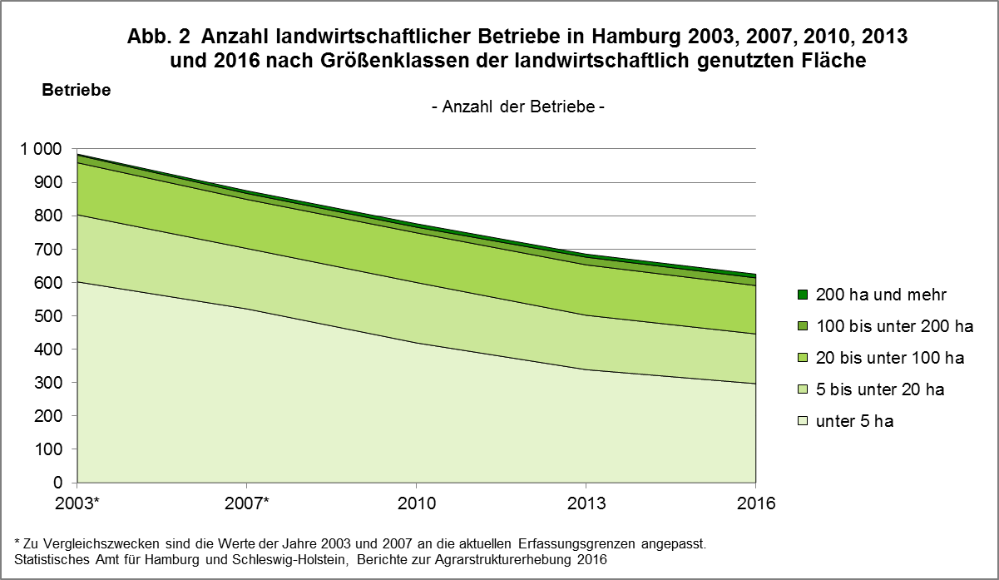 Abb. 2  Anzahl landwirtschaftlicher Betriebe in Hamburg 2003, 2007, 2010, 2013
und 2016 nach Größenklassen der landwirtschaftlich genutzten Fläche
Betriebe
- Anzahl der Betriebe -
1 000
900
800
700
600
500
400
300
200
100
0
2003*
2007*
2010
2013
2016
200 ha und mehr
100 bis unter 200 ha
20 bis unter 100 ha
5 bis unter 20 ha
unter 5 ha
* Zu Vergleichszwecken sind die Werte der Jahre 2003 und 2007 an die aktuellen Erfassungsgrenzen angepasst.
Statistisches Amt für Hamburg und Schleswig-Holstein, Berichte zur Agrarstrukturerhebung 2016